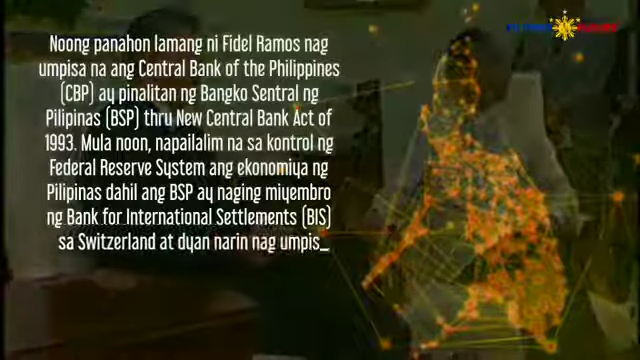 Noong panahon lamang ni Fidel Ramos nag
umpisa na ang Central Bank of the Philippines
(CBP) ay pinalitan ng Bangko Sentral ng
Pilipinas (BSP) thru New Central Bank Act of
1993. Mula noon, napailalim na sa kontrol ng
Federal Reserve System ang ekonomiya ng
Pilipinas dahil ang BSP ay naging miyembro
ng Bank for International Settlements (BIS)
sa Switzerland at dyan narin nag umpis_